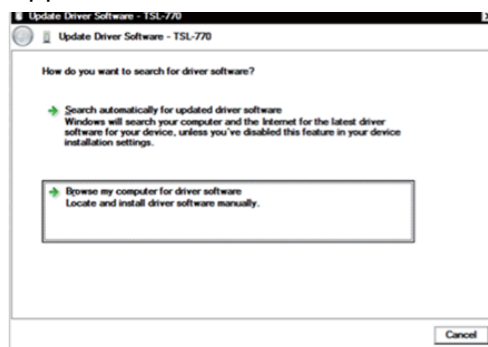 Update Driver Software - TSL-770
Update Driver Software - TSL-770
How do you want to search for driver software?
Search automatically for updated driver software
Windows will search your computer and the Internet for the latest driver
software for your device, unless you've disabled this feature in your device
installation settings.
Browse my computer for driver software
Locate and install driver software manually.
Cancel